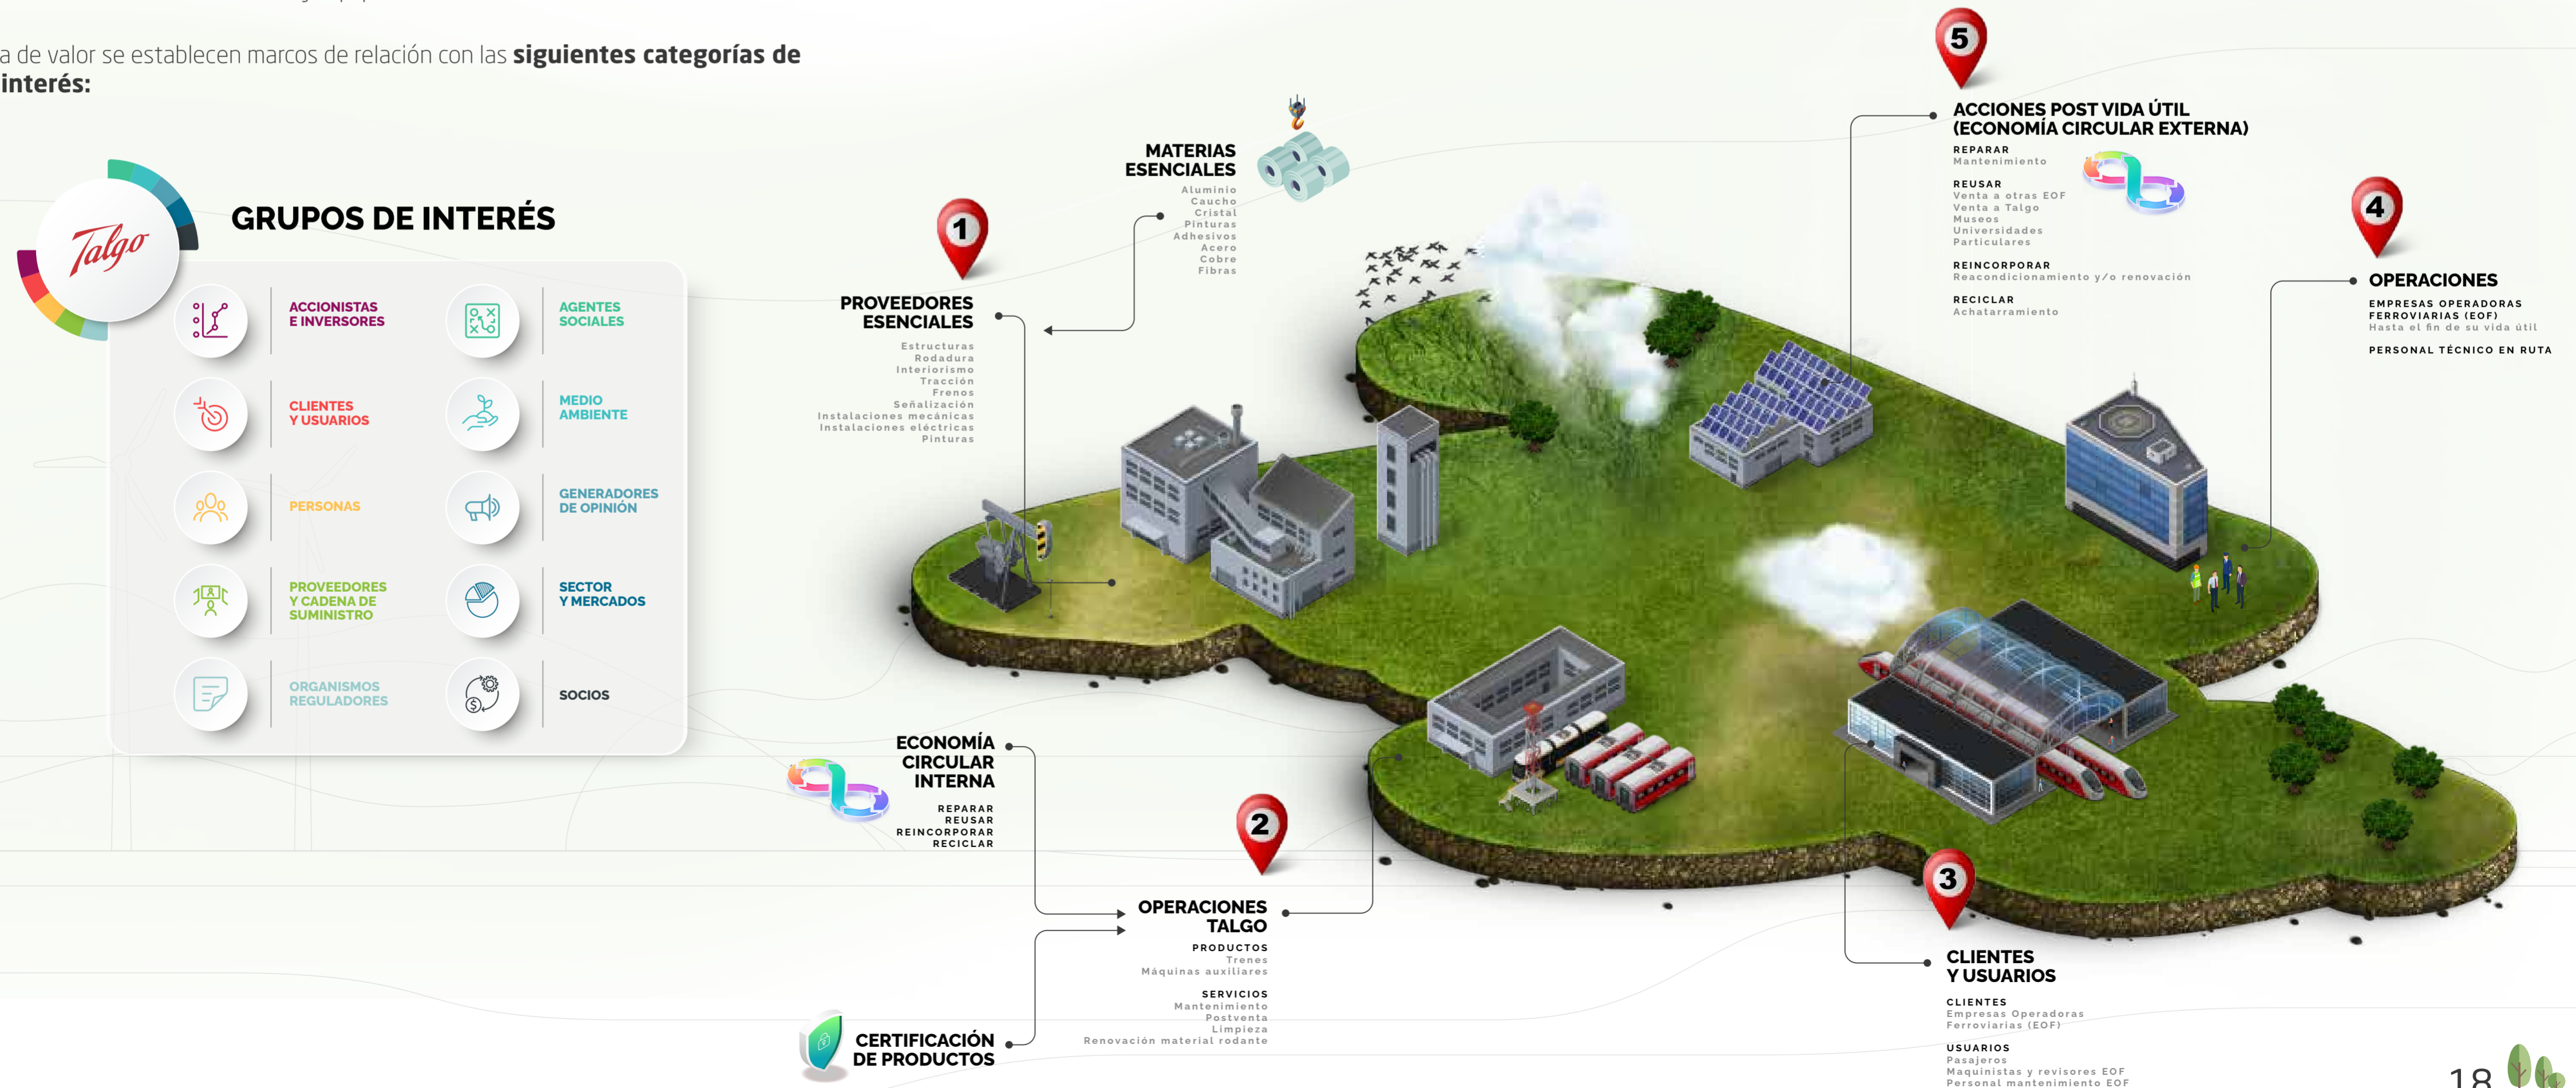 a de valor se establecen marcos de relación con las siguientes categorías de
interés:
Talgo
GRUPOS DE INTERÉS
ACCIONISTAS
E INVERSORES
CLIENTES
Y USUARIOS
PERSONAS
PROVEEDORES
Y CADENA DE
SUMINISTRO
ORGANISMOS
REGULADORES
AGENTES
SOCIALES
MEDIO
AMBIENTE
GENERADORES
DE OPINIÓN
SECTOR
Y MERCADOS
SOCIOS
1
PROVEEDORES
ESENCIALES
Estructuras
Rodadura
Interiorismo
Tracción
Frenos
Señalización
Instalaciones mecánicas
Instalaciones eléctricas
Pinturas
MATERIAS
ESENCIALES
Aluminio
Caucho
Cristal
Pinturas
Adhesivos
Acero
Cobre
Fibras
ECONOMÍA
CIRCULAR
INTERNA
REPARAR
REUSAR
REINCORPORAR
RECICLAR
2
OPERACIONES
TALGO
PRODUCTOS
Trenes
Máquinas auxiliares
SERVICIOS
Mantenimiento
Postventa
Limpieza
Renovación material rodante
CERTIFICACIÓN
DE PRODUCTOS
3
CLIENTES
Y USUARIOS
CLIENTES
Empresas Operadoras
Ferroviarias (EOF)
USUARIOS
Pasajeros
Maquinistas y revisores EOF
Personal mantenimiento EOF
4
OPERACIONES
EMPRESAS OPERADORAS
FERROVIARIAS (EOF)
Hasta el fin de su vida útil
PERSONAL TÉCNICO EN RUTA
5
ACCIONES POST VIDA ÚTIL
(ECONOMÍA CIRCULAR EXTERNA)
REPARAR
Mantenimiento
REUSAR
Venta a otras EOF
Venta a Talgo
Museos
Universidades
Particulares
REINCORPORAR
Reacondicionamiento y/o renovación
RECICLAR
Achatarramiento
18